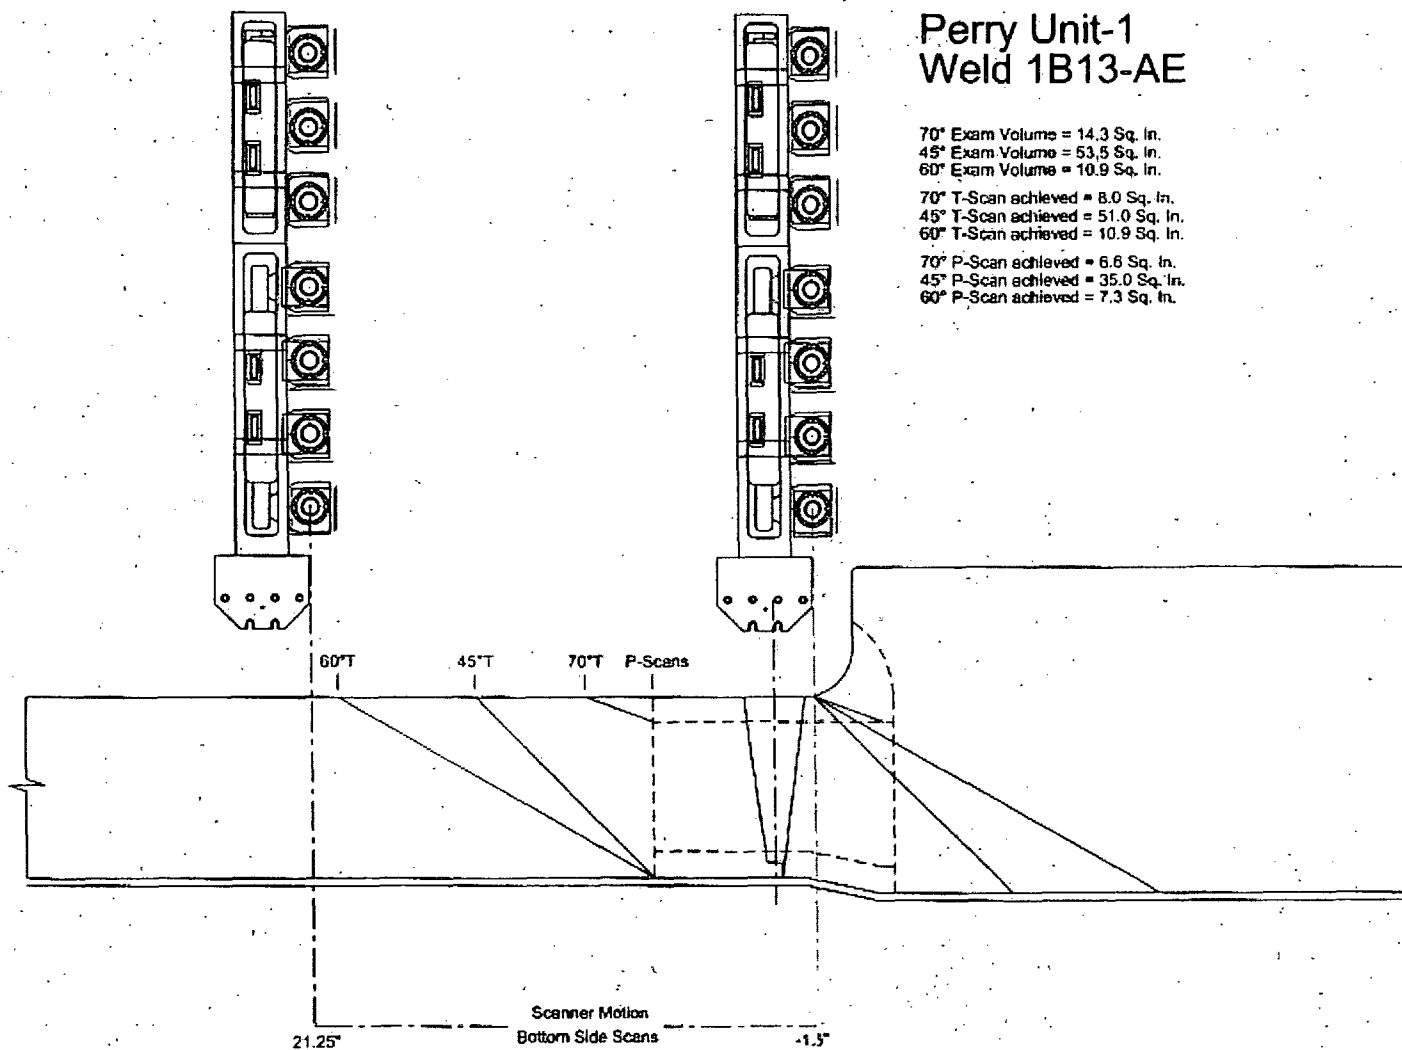 Perry Unit-1
Weld 1B13-AE
70° Exam Volume = 14.3 Sq. In.
45° Exam Volume = 53.5 Sq. In.
60° Exam Volume = 10.9 Sq. In.
70° T-Scan achieved = 8.0 Sq. In.
45° T-Scan achieved = 51.0 Sq. In.
60° T-Scan achieved = 10.9 Sq. In.
70° P-Scan achieved = 6.6 Sq. In.
45° P-Scan achieved = 35.0 Sq. In.
60° P-Scan achieved = 7.3 Sq. In.
60°T 45°T 70°T P-Scans
Scanner Motion
Bottom Side Scans
21.25"